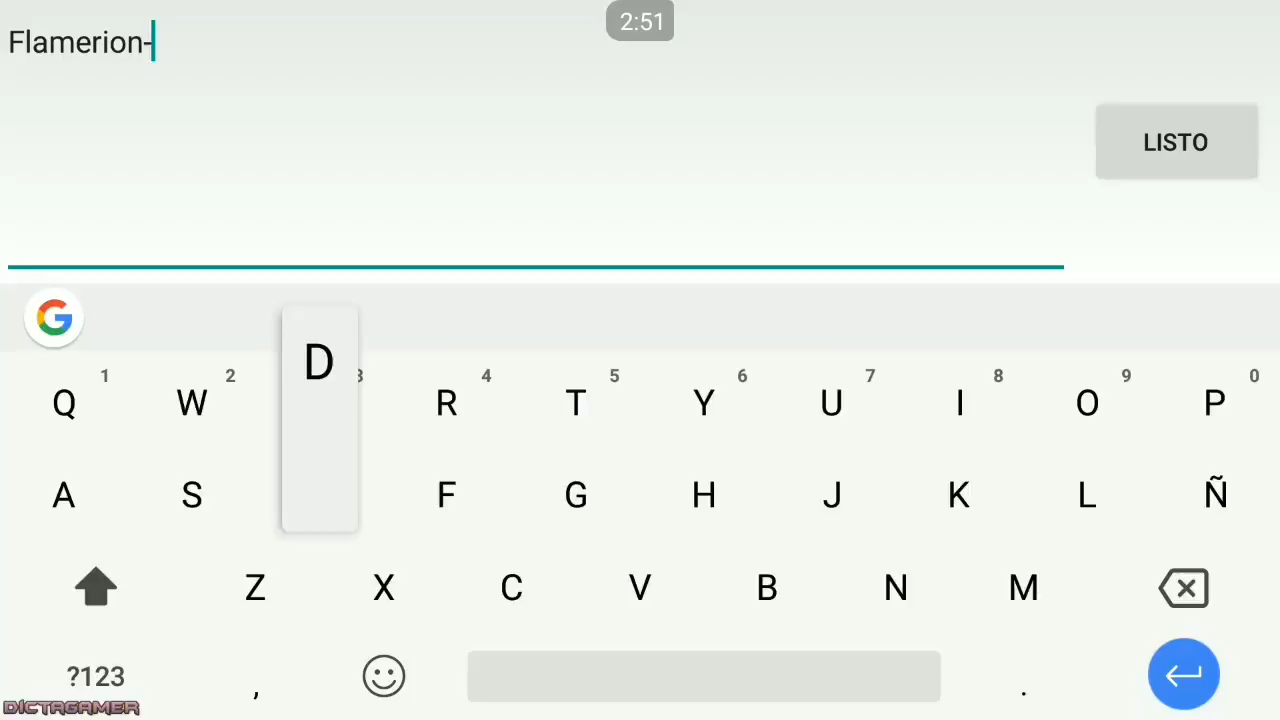 2:51
Flamerion-
LISTO
D
1 2 3 4 5 6 7 8 9 0
Q W R T Y U I O P
A S F G H J K L Ñ
Z X C V B N M
?123 , .
DICTAGAMER